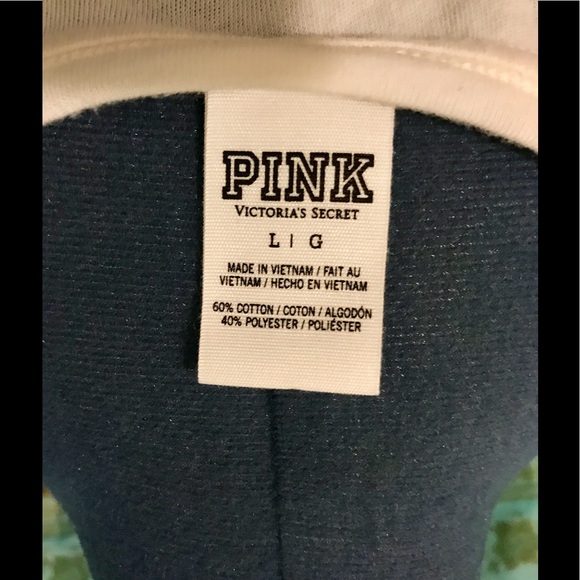 PINK
VICTORIA'S SECRET
L | G
MADE IN VIETNAM / FAIT AU
VIETNAM / HECHO EN VIETNAM
60% COTTON / COTON / ALGODÓN
40% POLYESTER / POLIÉSTER